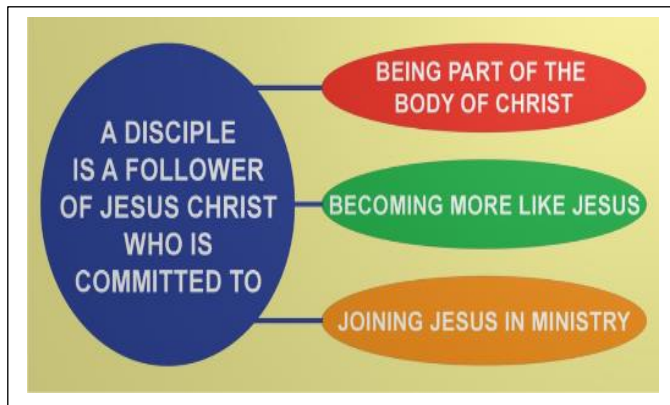 A DISCIPLE
IS A FOLLOWER
OF JESUS CHRIST
WHO IS
COMMITTED TO
BEING PART OF THE
BODY OF CHRIST
BECOMING MORE LIKE JESUS
JOINING JESUS IN MINISTRY